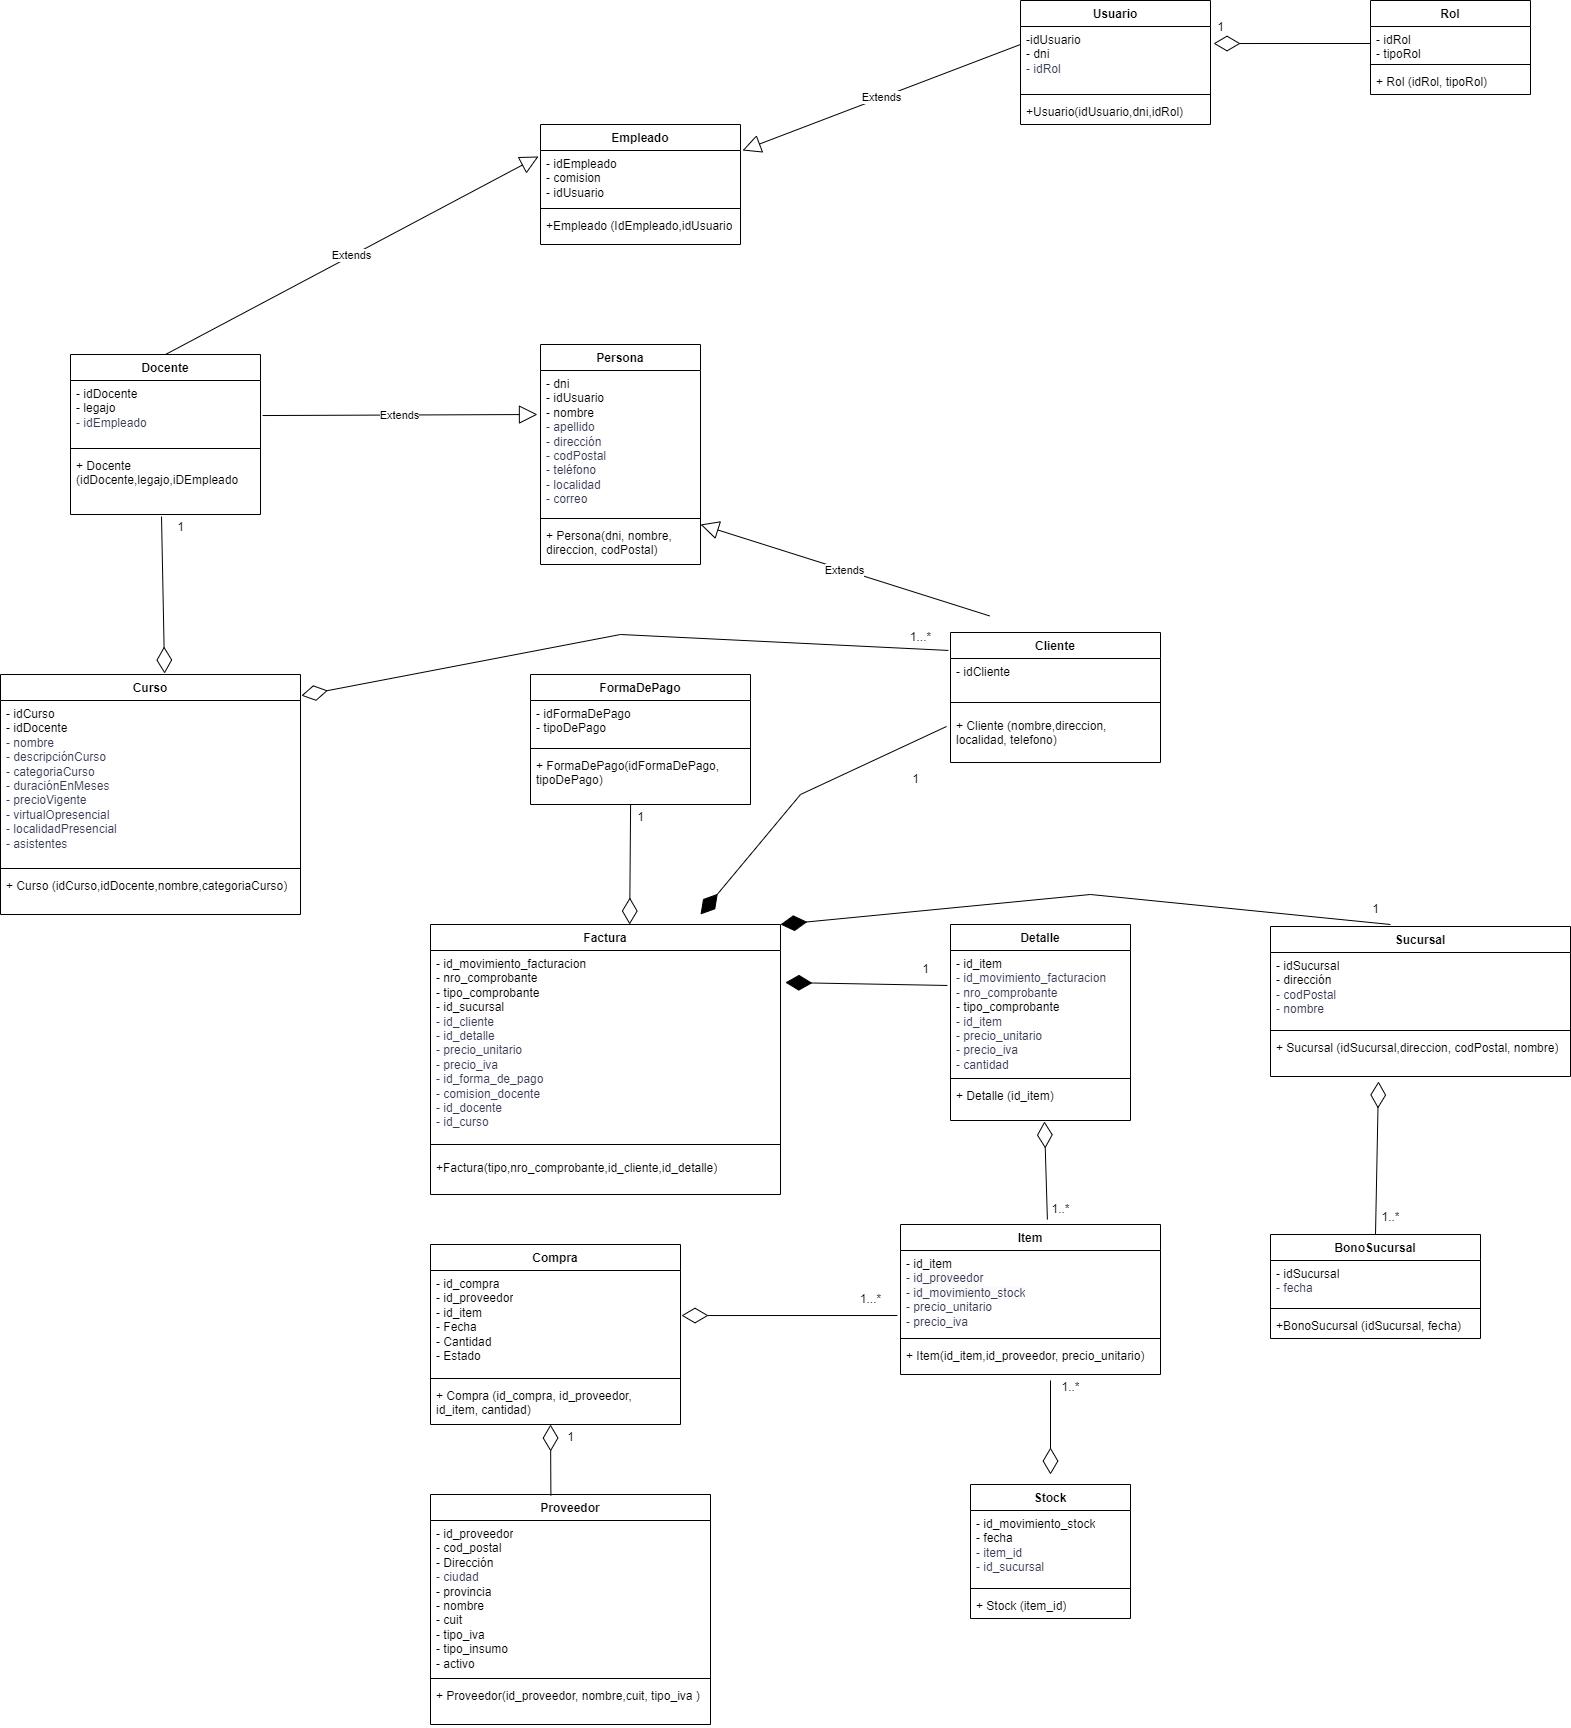 Usuario
-idUsuario
- dni
- idRol
+Usuario(idUsuario,dni,idRol)
1
Rol
- idRol
- tipoRol
+ Rol (idRol, tipoRol)
Extends
Empleado
- idEmpleado
- comision
- idUsuario
+Empleado (IdEmpleado,idUsuario
Extends
Docente
- idDocente
- legajo
- idEmpleado
+ Docente
(idDocente,legajo,iDEmpleado
1
Extends
Persona
- dni
- idUsuario
- nombre
- apellido
- dirección
- codPostal
- teléfono
- localidad
- correo
+ Persona(dni, nombre,
direccion, codPostal)
Extends
1...*
Cliente
- idCliente
+ Cliente (nombre,direccion,
localidad, telefono)
1
Curso
- idCurso
- idDocente
- nombre
- descripciónCurso
- categoriaCurso
- duraciónEnMeses
- precioVigente
- virtualOpresencial
- localidadPresencial
- asistentes
+ Curso (idCurso,idDocente,nombre,categoriaCurso)
FormaDePago
- idFormaDePago
- tipoDePago
+ FormaDePago(idFormaDePago,
tipoDePago)
1
Factura
- id_movimiento_facturacion
- nro_comprobante
- tipo_comprobante
- id_sucursal
- id_cliente
- id_detalle
- precio_unitario
- precio_iva
- id_forma_de_pago
- comision_docente
- id_docente
- id_curso
+Factura(tipo,nro_comprobante,id_cliente,id_detalle)
1
Detalle
- id_item
- id_movimiento_facturacion
- nro_comprobante
- tipo_comprobante
- id_item
- precio_unitario
- precio_iva
- cantidad
+ Detalle (id_item)
1..*
1
Sucursal
- idSucursal
- dirección
- codPostal
- nombre
+ Sucursal (idSucursal,direccion, codPostal, nombre)
1..*
BonoSucursal
- idSucursal
- fecha
+BonoSucursal (idSucursal, fecha)
Compra
- id_compra
- id_proveedor
- id_item
- Fecha
- Cantidad
- Estado
+ Compra (id_compra, id_proveedor,
id_item, cantidad)
1
1...*
Item
- id_item
- id_proveedor
- id_movimiento_stock
- precio_unitario
- precio_iva
+ Item(id_item,id_proveedor, precio_unitario)
1..*
Proveedor
- id_proveedor
- cod_postal
- Dirección
- ciudad
- provincia
- nombre
- cuit
- tipo_iva
- tipo_insumo
- activo
+ Proveedor(id_proveedor, nombre,cuit, tipo_iva )
Stock
- id_movimiento_stock
- fecha
- item_id
- id_sucursal
+ Stock (item_id)